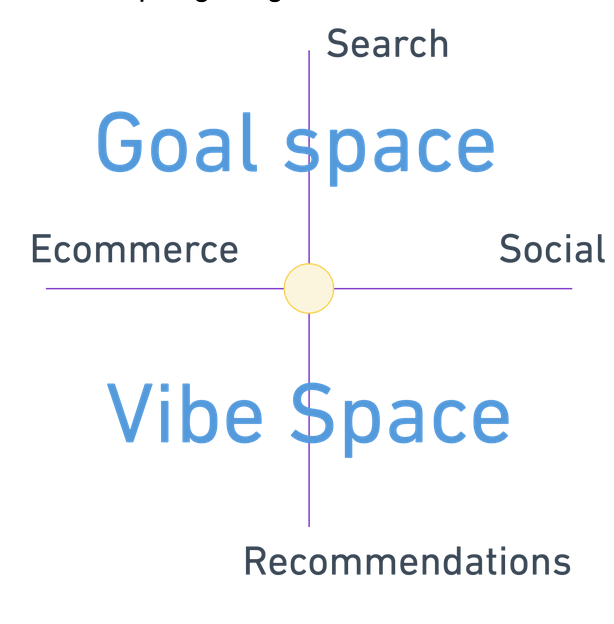 Search
Goal space
Ecommerce
Social
Vibe Space
Recommendations